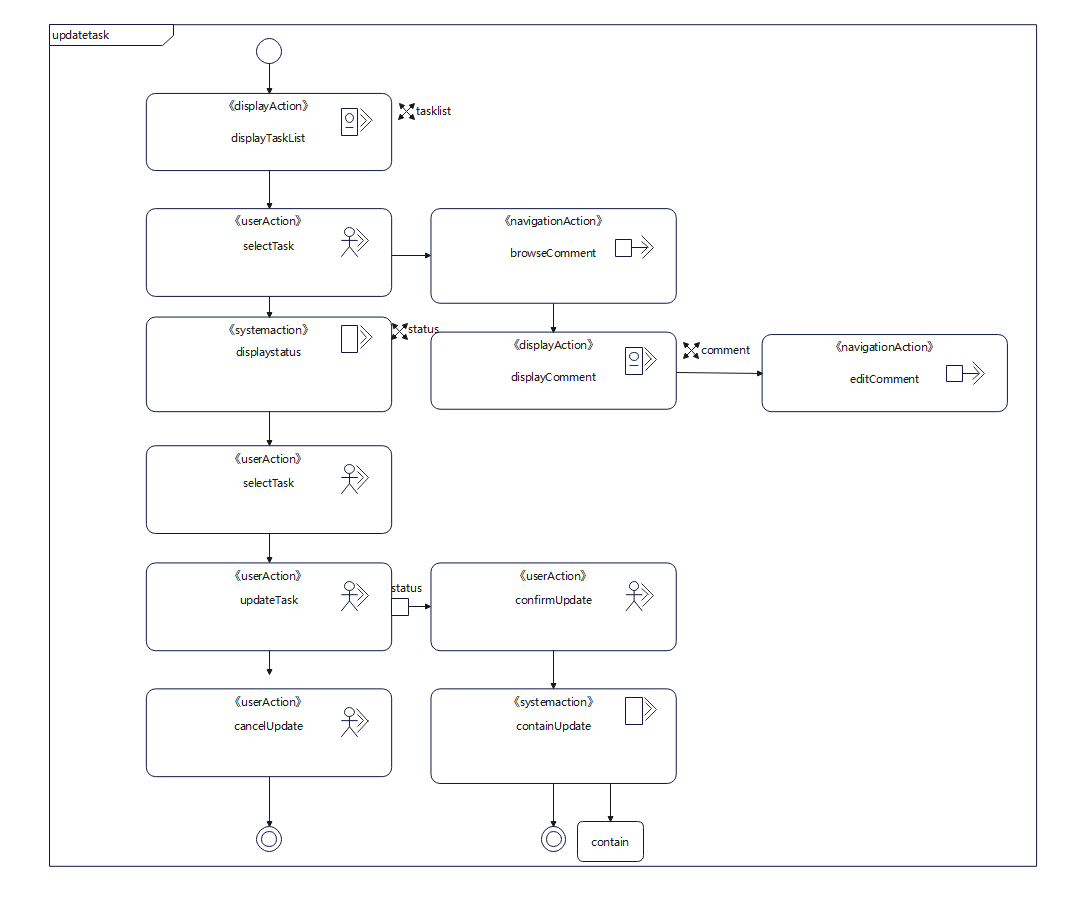 updatetask
《displayAction》
displayTaskList
tasklist
《userAction》
selectTask
《navigationAction》
browseComment
《systemaction》
displaystatus
status
《displayAction》
displayComment
comment
《navigationAction》
editComment
《userAction》
selectTask
《userAction》
updateTask
status
《userAction》
confirmUpdate
《userAction》
cancelUpdate
《systemaction》
containUpdate
contain